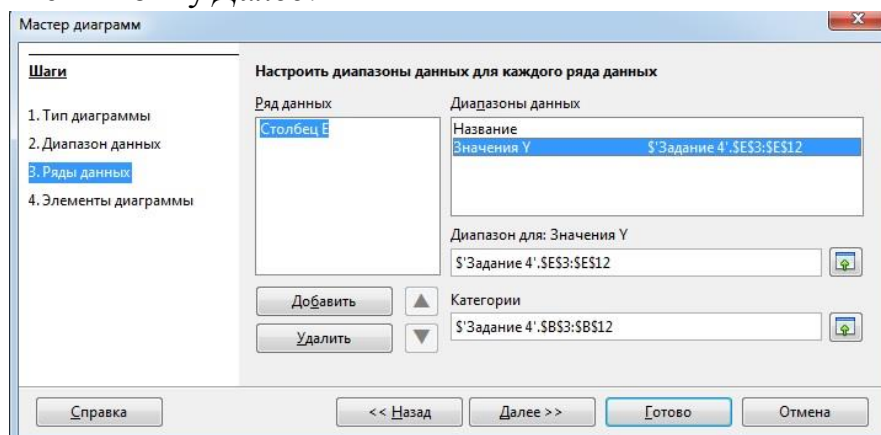 Мастер диаграмм
Шаги
1. Тип диаграммы
2. Диапазон данных
3. Ряды данных
4. Элементы диаграммы
Настроить диапазоны данных для каждого ряда данных
Ряд данных
Столбец E
Диапазоны данных
Название
Значения Y $'Задание 4'.$E$3:$E$12
Диапазон для: Значения Y
$'Задание 4'.$E$3:$E$12
Добавить
Удалить
Категории
$'Задание 4'.$B$3:$B$12
Справка
<< Назад
Далее >>
Готово
Отмена